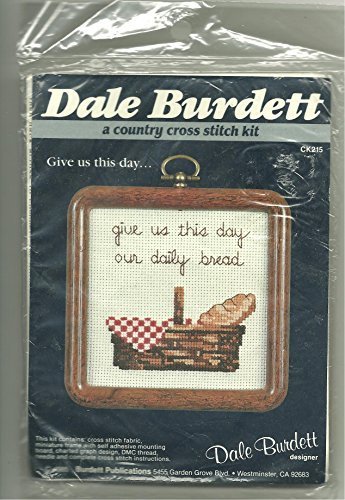 Dale Burdett
a country cross stitch kit
CK215
Give us this day...
give us this day
our daily bread
This kit contains: cross stitch fabric,
miniature frame with self adhesive mounting
board, charted graph design, DMC thread,
needle and complete cross stitch instructions.
Dale Burdett
designer
Burdett Publications 5455 Garden Grove Blvd. • Westminster, CA 92683